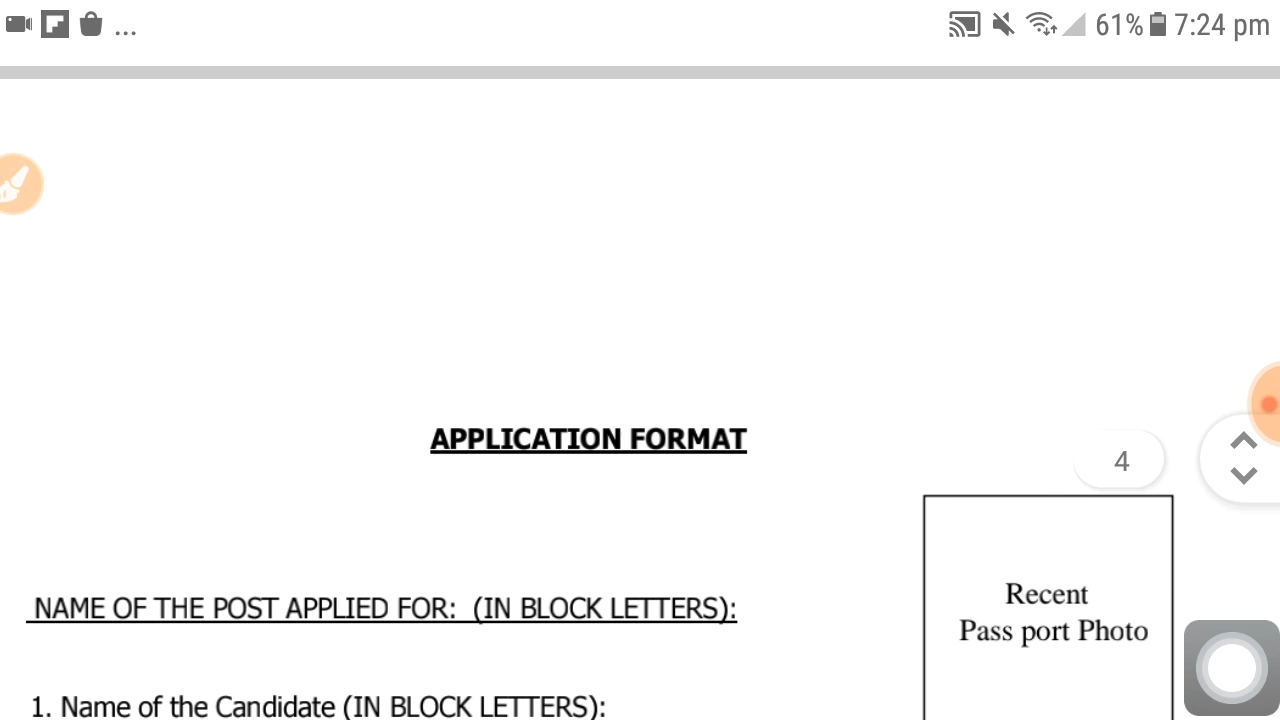 ... 61% 7:24 pm
APPLICATION FORMAT
4
Recent
Pass port Photo
NAME OF THE POST APPLIED FOR: (IN BLOCK LETTERS):
1. Name of the Candidate (IN BLOCK LETTERS):